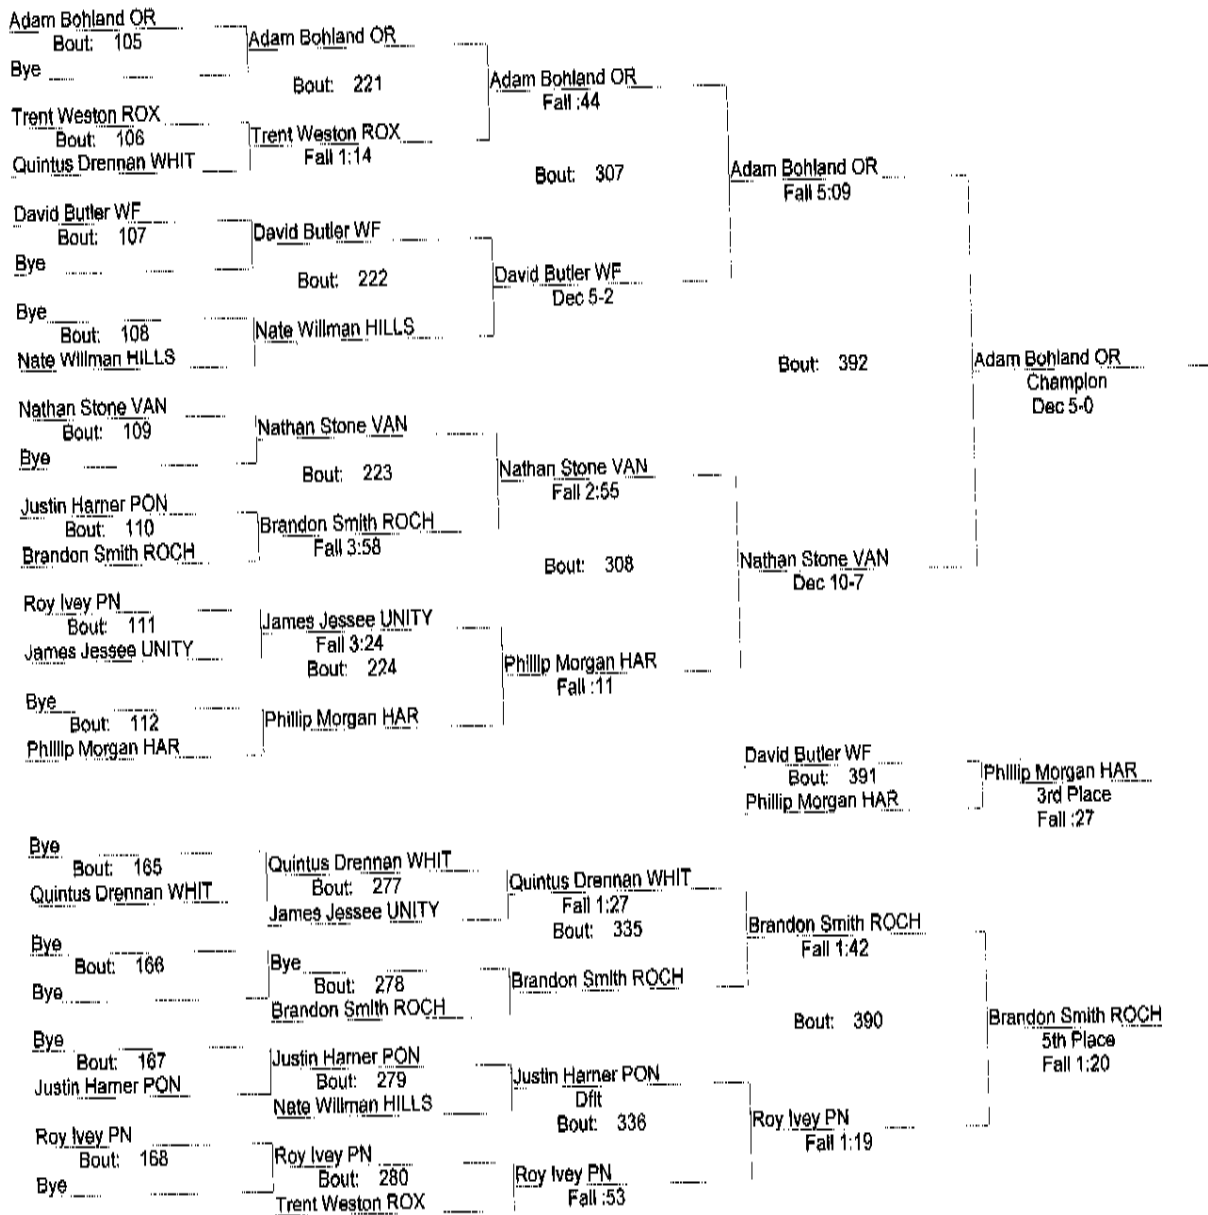 Adam Bohland OR
Bout: 105
Bye
Adam Bohland OR
Bout: 221
Trent Weston ROX
Bout: 106
Quintus Drennan WHIT
Trent Weston ROX
Fall 1:14
Adam Bohland OR
Fall :44
Bout: 307
David Butler WF
Bout: 107
Bye
David Butler WF
Bout: 222
Bye
Bout: 108
Nate Willman HILLS
Nate Willman HILLS
David Butler WF
Dec 5-2
Adam Bohland OR
Fall 5:09
Bout: 392
Nathan Stone VAN
Bout: 109
Bye
Nathan Stone VAN
Bout: 223
Justin Harner PON
Bout: 110
Brandon Smith ROCH
Brandon Smith ROCH
Fall 3:58
Nathan Stone VAN
Fall 2:55
Bout: 308
Roy Ivey PN
Bout: 111
James Jessee UNITY
James Jessee UNITY
Fall 3:24
Bout: 224
Bye
Bout: 112
Phillip Morgan HAR
Phillip Morgan HAR
Phillip Morgan HAR
Fall :11
Nathan Stone VAN
Dec 10-7
Adam Bohland OR
Champion
Dec 5-0
David Butler WF
Bout: 391
Phillip Morgan HAR
Phillip Morgan HAR
3rd Place
Fall :27
Bye
Bout: 165
Quintus Drennan WHIT
Quintus Drennan WHIT
Bout: 277
James Jessee UNITY
Quintus Drennan WHIT
Fall 1:27
Bout: 335
Bye
Bout: 166
Bye
Bye
Bout: 278
Brandon Smith ROCH
Brandon Smith ROCH
Brandon Smith ROCH
Fall 1:42
Bout: 390
Bye
Bout: 167
Justin Harner PON
Justin Harner PON
Bout: 279
Nate Willman HILLS
Justin Harner PON
Dflt
Bout: 336
Roy Ivey PN
Bout: 168
Bye
Roy Ivey PN
Bout: 280
Trent Weston ROX
Roy Ivey PN
Fall :53
Roy Ivey PN
Fall 1:19
Brandon Smith ROCH
5th Place
Fall 1:20